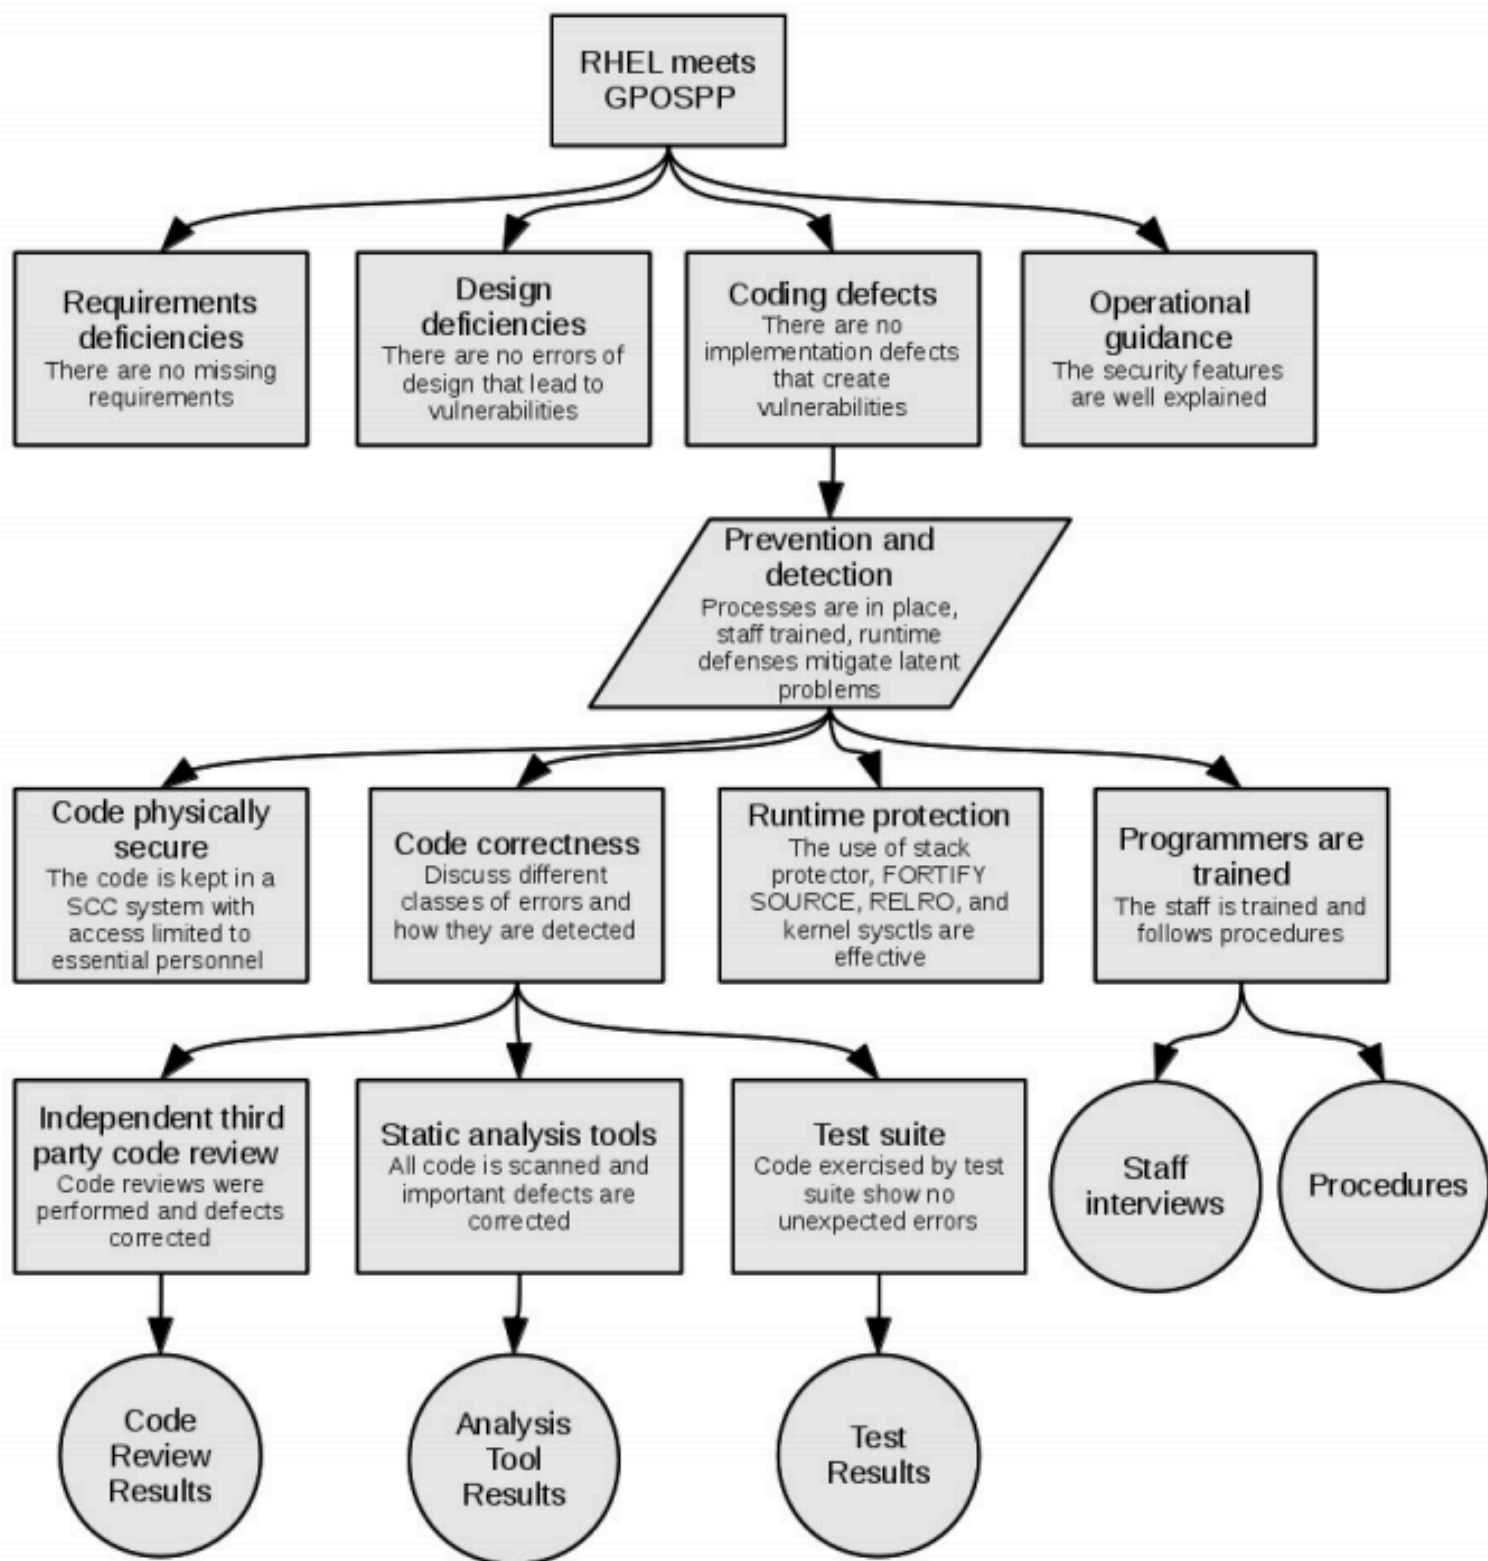 RHEL meets
GPOSPP
Requirements
deficiencies
There are no missing
requirements
Design
deficiencies
There are no errors of
design that lead to
vulnerabilities
Coding defects
There are no
implementation defects
that create
vulnerabilities
Operational
guidance
The security features
are well explained
Prevention and
detection
Processes are in place,
staff trained, runtime
defenses mitigate latent
problems
Code physically
secure
The code is kept in a
SCC system with
access limited to
essential personnel
Code correctness
Discuss different
classes of errors and
how they are detected
Runtime protection
The use of stack
protector, FORTIFY
SOURCE, RELRO, and
kernel sysctls are
effective
Programmers are
trained
The staff is trained and
follows procedures
Independent third
party code review
Code reviews were
performed and defects
corrected
Static analysis tools
All code is scanned and
important defects are
corrected
Test suite
Code exercised by test
suite show no
unexpected errors
Staff
interviews
Procedures
Code
Review
Results
Analysis
Tool
Results
Test
Results